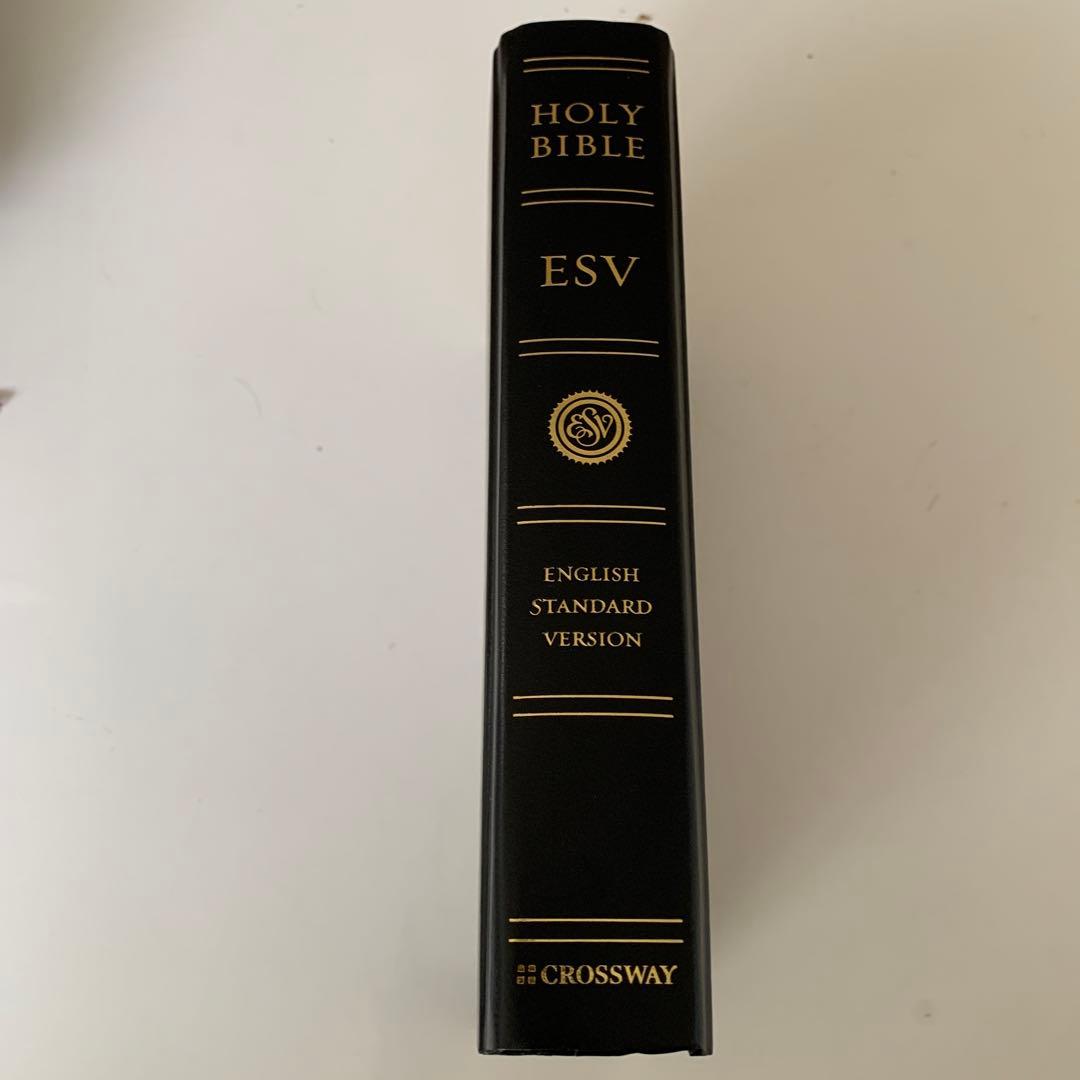 HOLY
BIBLE
ESV
ESV
ENGLISH
STANDARD
VERSION
CROSSWAY